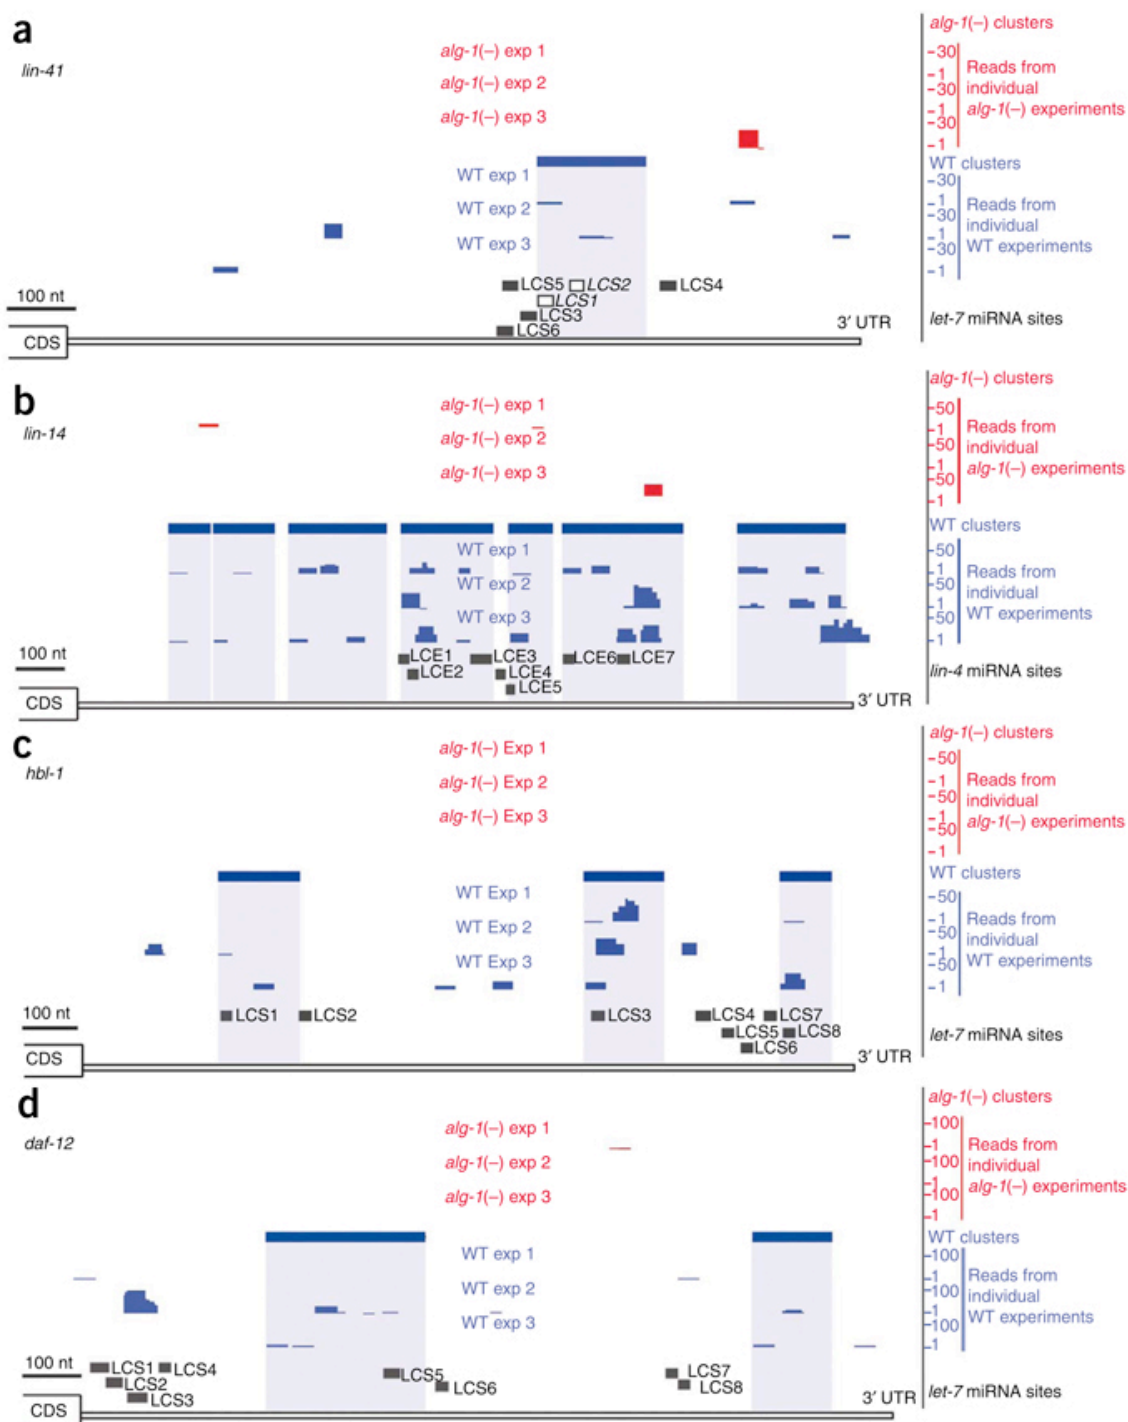 a
lin-41
alg-1(–) exp 1
alg-1(–) exp 2
alg-1(–) exp 3
WT exp 1
WT exp 2
WT exp 3
LCS5 LCS2 LCS4
LCS1
LCS3
LCS6
100 nt
CDS
3′ UTR
alg-1(–) clusters
–30
–1
–30
–1
–30
–1
Reads from
individual
alg-1(–) experiments
WT clusters
–30
–1
–30
–1
–30
–1
Reads from
individual
WT experiments
let-7 miRNA sites
b
lin-14
alg-1(–) exp 1
alg-1(–) exp 2
alg-1(–) exp 3
WT exp 1
WT exp 2
WT exp 3
LCE1 LCE3 LCE6 LCE7
LCE2 LCE4
LCE5
100 nt
CDS
3′ UTR
alg-1(–) clusters
–50
–1
–50
–1
–50
–1
Reads from
individual
alg-1(–) experiments
WT clusters
–50
–1
–50
–1
–50
–1
Reads from
individual
WT experiments
lin-4 miRNA sites
c
hbl-1
alg-1(–) Exp 1
alg-1(–) Exp 2
alg-1(–) Exp 3
WT Exp 1
WT Exp 2
WT Exp 3
LCS1 LCS2 LCS3 LCS4 LCS7
LCS5 LCS8
LCS6
100 nt
CDS
3′ UTR
alg-1(–) clusters
–50
–1
–50
–1
–50
–1
Reads from
individual
alg-1(–) experiments
WT clusters
–50
–1
–50
–1
–50
–1
Reads from
individual
WT experiments
let-7 miRNA sites
d
daf-12
alg-1(–) exp 1
alg-1(–) exp 2
alg-1(–) exp 3
WT exp 1
WT exp 2
WT exp 3
100 nt
LCS1 LCS4 LCS5 LCS7
LCS2 LCS6 LCS8
LCS3
CDS
3′ UTR
alg-1(–) clusters
–100
–1
–100
–1
–100
–1
Reads from
individual
alg-1(–) experiments
WT clusters
–100
–1
–100
–1
–100
–1
Reads from
individual
WT experiments
let-7 miRNA sites